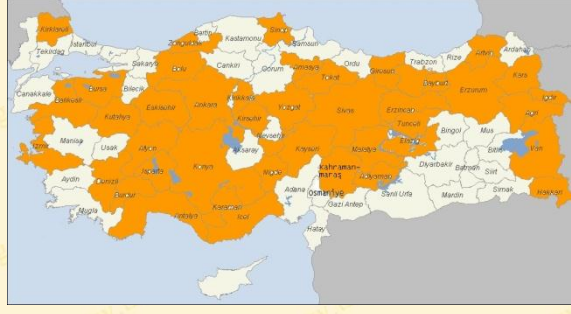 Kirklareli
Tekirdag
Istanbul
Bartin
Zonguldak
Kastamonu
Sinop
Samsun
Sakarya
Bolu
Cankiri
Corum
Amasya
Ordu
Giresun
Trabzon
Rize
Artvin
Ardahan
Canakkale
Balikesir
Bursa
Bilecik
Eskisehir
Ankara
Kirikkale
Yozgat
Tokat
Sivas
Erzincan
Bayburt
Erzurum
Kars
Igdir
Agri
Kutahya
Kirsehir
Nevsehir
Kayseri
Malatya
Elazig
Tunceli
Bingol
Mus
Bitlis
Van
Izmir
Manisa
Usak
Afyon
Konya
Aksaray
Nigde
Kahraman-
maraş
Adiyaman
Diyarbakir
Batman
Siirt
Aydin
Denizli
Isparta
Burdur
Mugla
Antalya
Karaman
Icel
Adana
osmaniye
Gazi Antep
Sanli Urfa
Mardin
Sirnak
Hakkari
Hatay